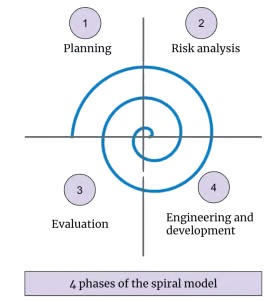 1
2
Planning
Risk analysis
3
4
Evaluation
Engineering and
development
4 phases of the spiral model